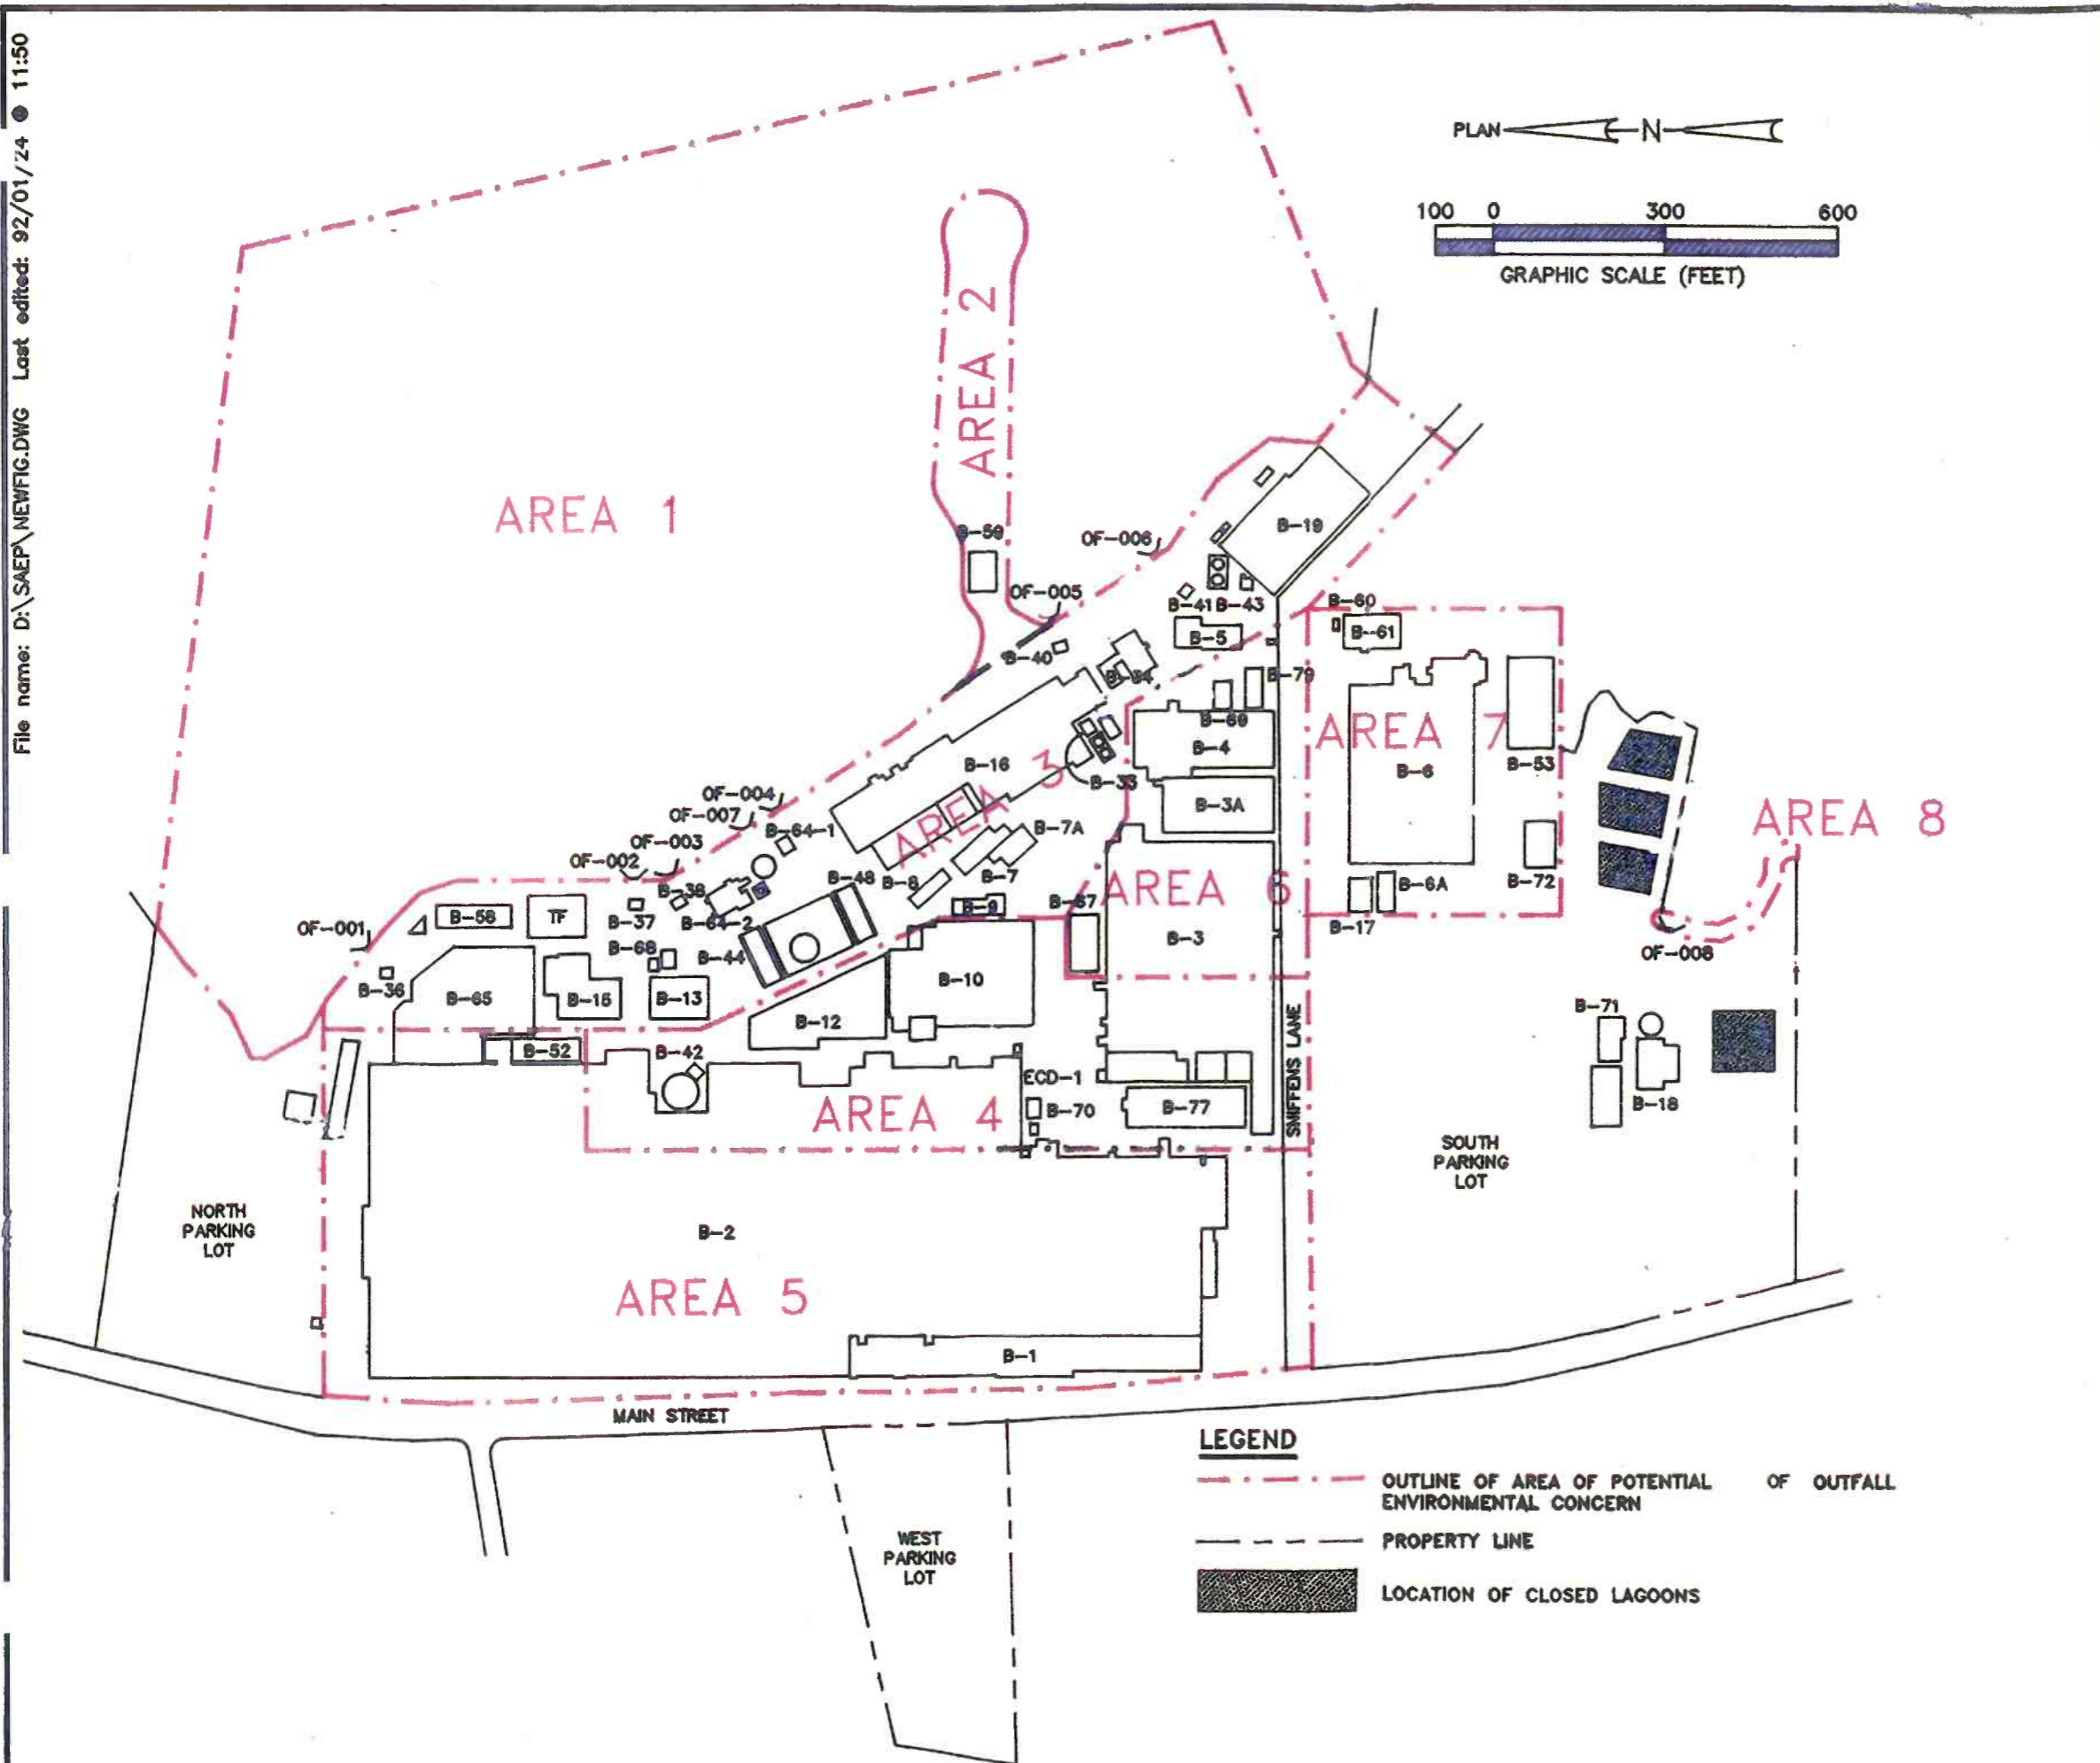 File name: D:\SAEP\NEWFIG.DWG Last edited: 92/01/24 @ 11:50
PLAN N
100 0 300 600
GRAPHIC SCALE (FEET)
AREA 2
AREA 1
B-59
OF-006
B-19
OF-005
B-41 B-43
B-60
B-5
B-61
B-40
B-34
B-79
B-69
AREA 7
B-4
B-16
B-6
B-53
AREA 3
B-35
OF-004
B-3A
OF-007
B-64-1
B-7A
AREA 8
OF-003
OF-002
B-48
B-8
B-7
B-6A
B-72
B-38
AREA 6
B-58
TF
B-37
B-64-2
B-9
B-67
B-17
OF-001
B-68
B-44
B-3
OF-008
B-10
B-36
B-65
B-15
B-13
B-71
B-12
B-52
B-42
SNIFFENS LANE
ECD-1
AREA 4
B-70
B-77
B-18
SOUTH
PARKING
LOT
NORTH
PARKING
LOT
B-2
AREA 5
B-1
MAIN STREET
LEGEND
OUTLINE OF AREA OF POTENTIAL
ENVIRONMENTAL CONCERN
OF OUTFALL
PROPERTY LINE
LOCATION OF CLOSED LAGOONS
WEST
PARKING
LOT